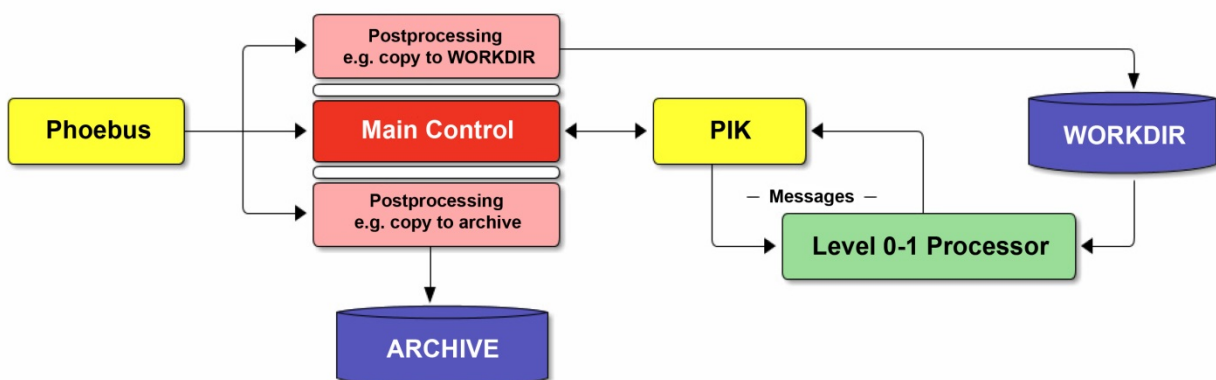 Postprocessing
e.g. copy to WORKDIR
Phoebus
Main Control
PIK
WORKDIR
Postprocessing
e.g. copy to archive
— Messages —
Level 0-1 Processor
ARCHIVE